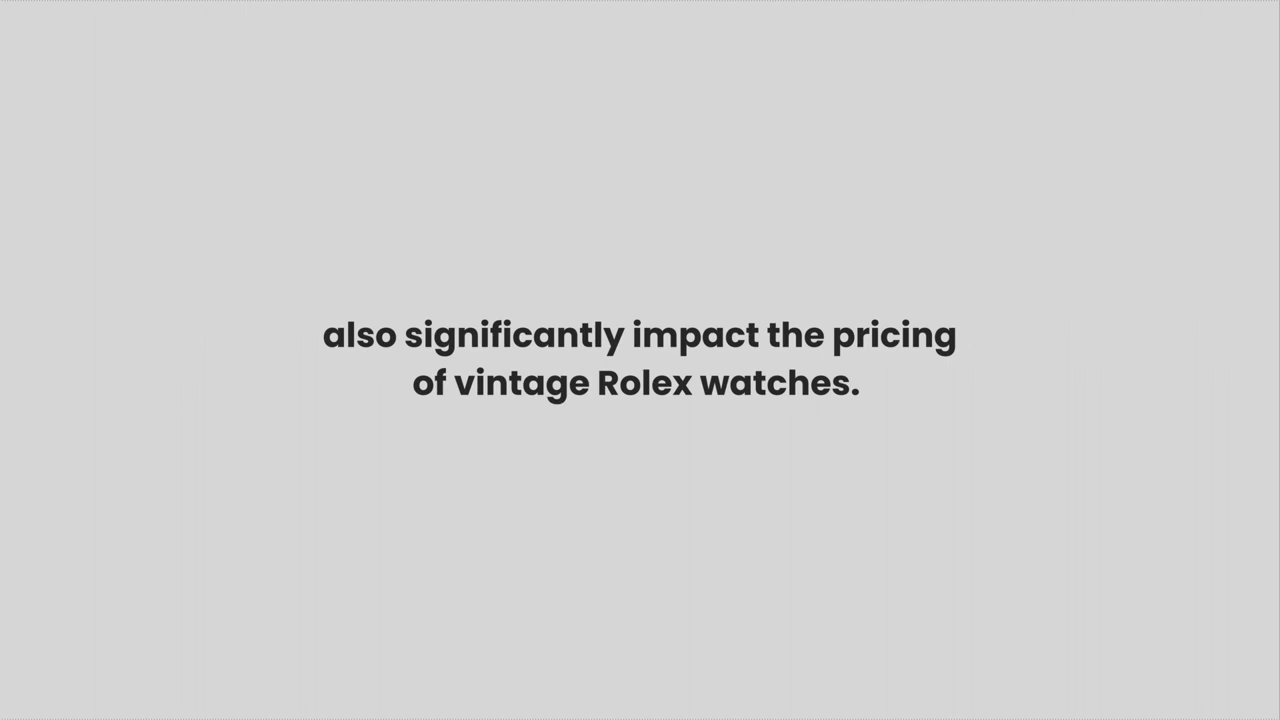 also significantly impact the pricing
of vintage Rolex watches.